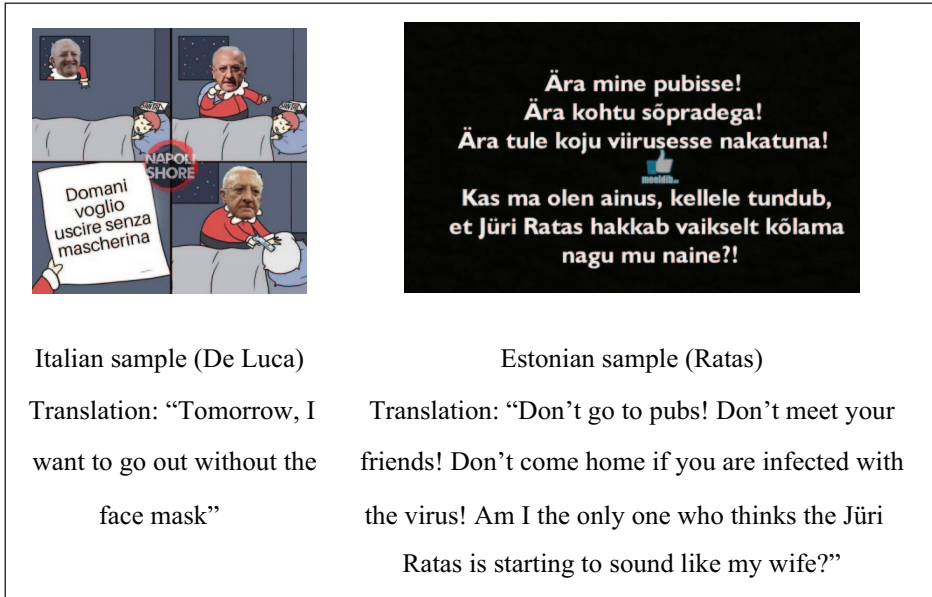 SANTA
SANTA
NAPOLI
SHORE
Domani
voglio
uscire senza
mascherina
Ära mine pubisse!
Ära kohtu sõpradega!
Ära tule koju viirusesse nakatuna!
meeldib.ee
Kas ma olen ainus, kellele tundub,
et Jüri Ratas hakkab vaikselt kõlama
nagu mu naine?!
Italian sample (De Luca)
Translation: “Tomorrow, I
want to go out without the
face mask”
Estonian sample (Ratas)
Translation: “Don’t go to pubs! Don’t meet your
friends! Don’t come home if you are infected with
the virus! Am I the only one who thinks the Jüri
Ratas is starting to sound like my wife?”